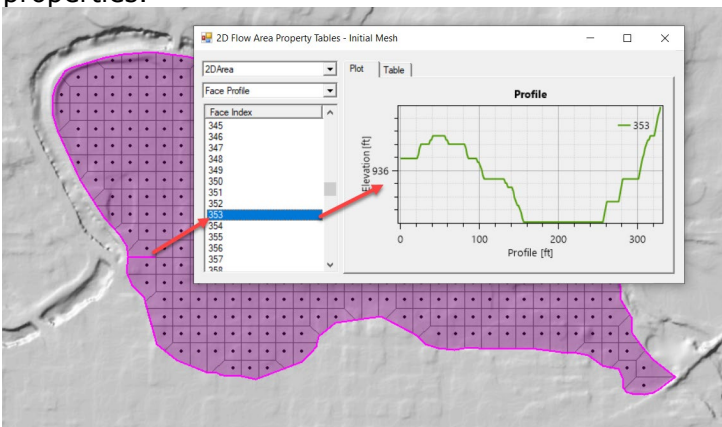 properties.
2D Flow Area Property Tables - Initial Mesh
2DArea
Face Profile
Face Index
345
346
347
348
349
350
351
352
353
354
355
356
357
358
Plot
Table
Profile
353
Elevation [ft]
936
0 100 200 300
Profile [ft]